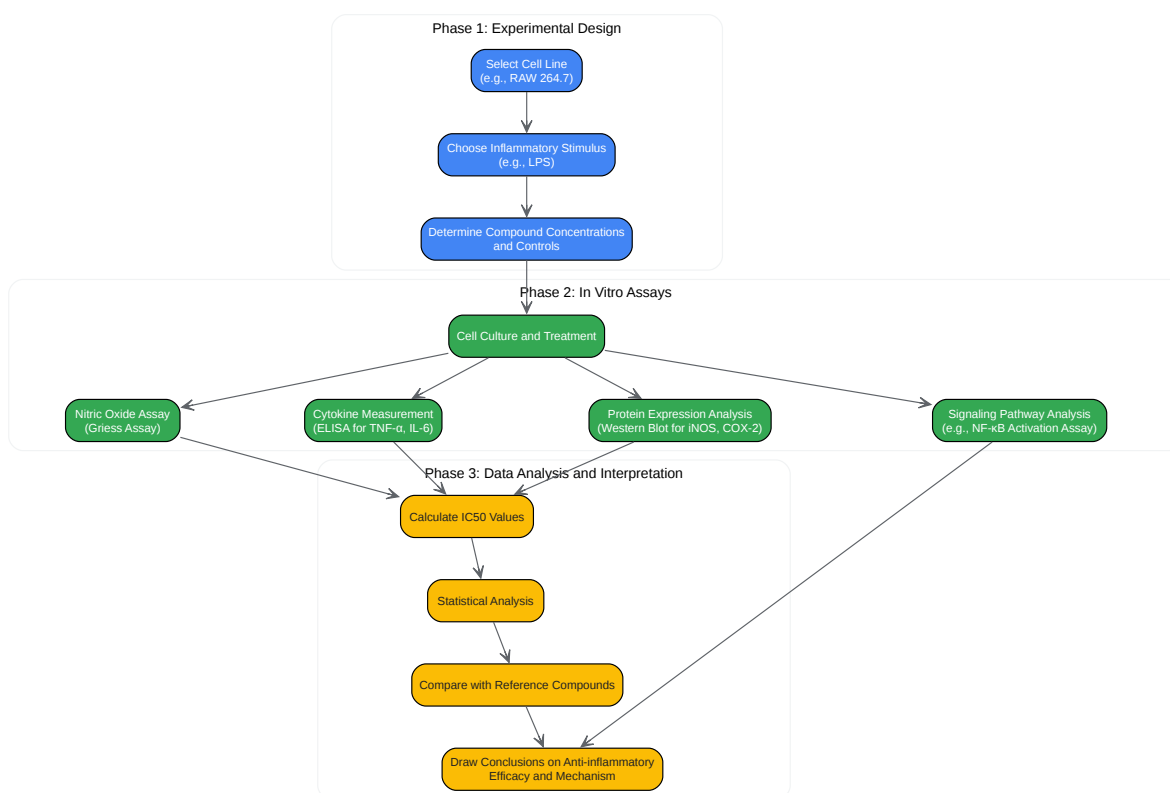 Phase 1: Experimental Design
Select Cell Line
(e.g., RAW 264.7)
Choose Inflammatory Stimulus
(e.g., LPS)
Determine Compound Concentrations
and Controls
Phase 2: In Vitro Assays
Cell Culture and Treatment
Nitric Oxide Assay
(Griess Assay)
Cytokine Measurement
(ELISA for TNF-α, IL-6)
Protein Expression Analysis
(Western Blot for iNOS, COX-2)
Signaling Pathway Analysis
(e.g., NF-κB Activation Assay)
Phase 3: Data Analysis and Interpretation
Calculate IC50 Values
Statistical Analysis
Compare with Reference Compounds
Draw Conclusions on Anti-inflammatory
Efficacy and Mechanism